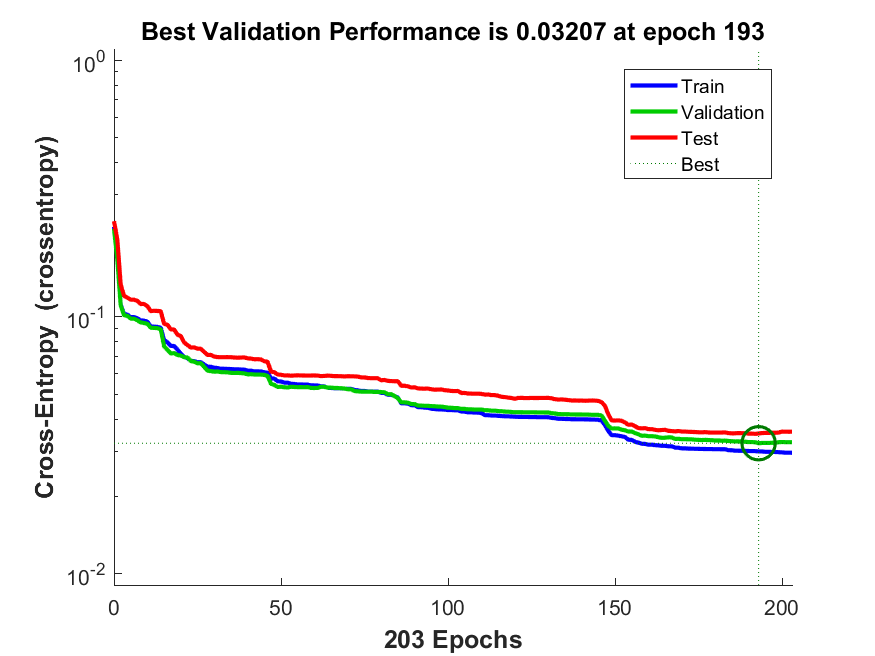 Best Validation Performance is 0.03207 at epoch 193
10^0
Train
Validation
Test
Best
Cross-Entropy (crossentropy)
10^-1
10^-2
0 50 100 150 200
203 Epochs